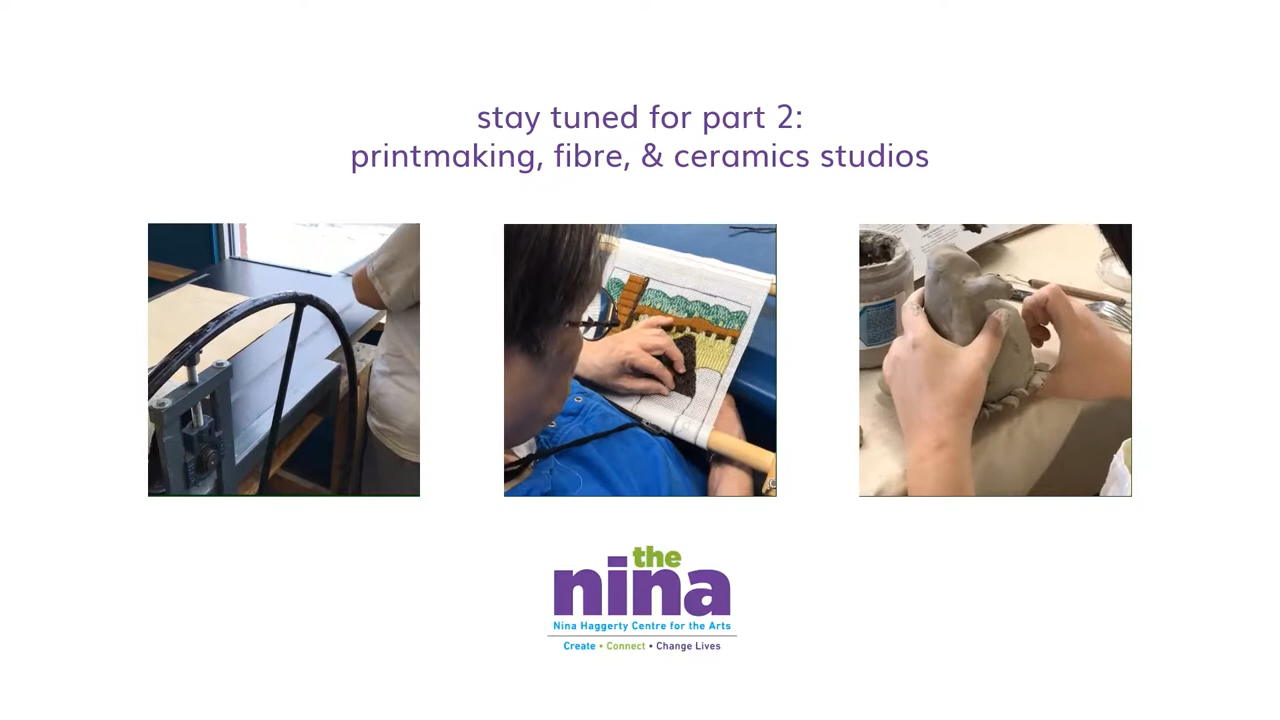 stay tuned for part 2:
printmaking, fibre, & ceramics studios
the
nina
Nina Haggerty Centre for the Arts
Create • Connect • Change Lives